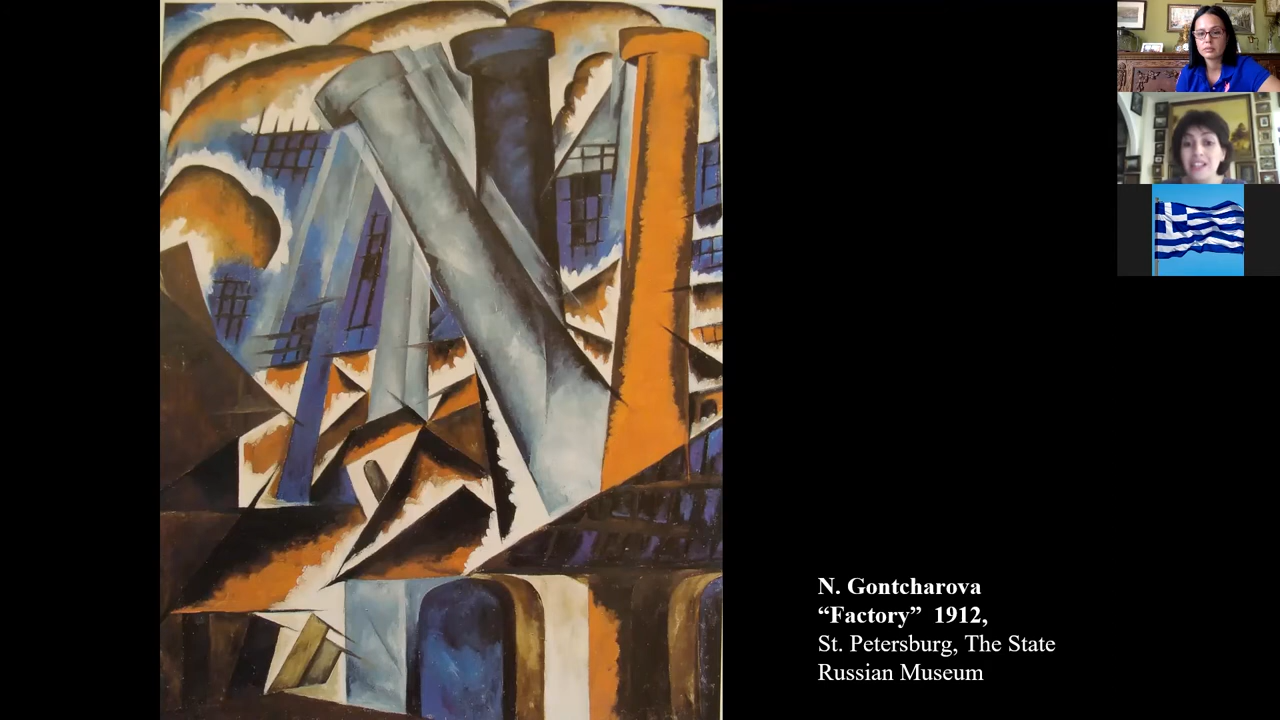 N. Gontcharova
“Factory”  1912,
St. Petersburg, The State
Russian Museum